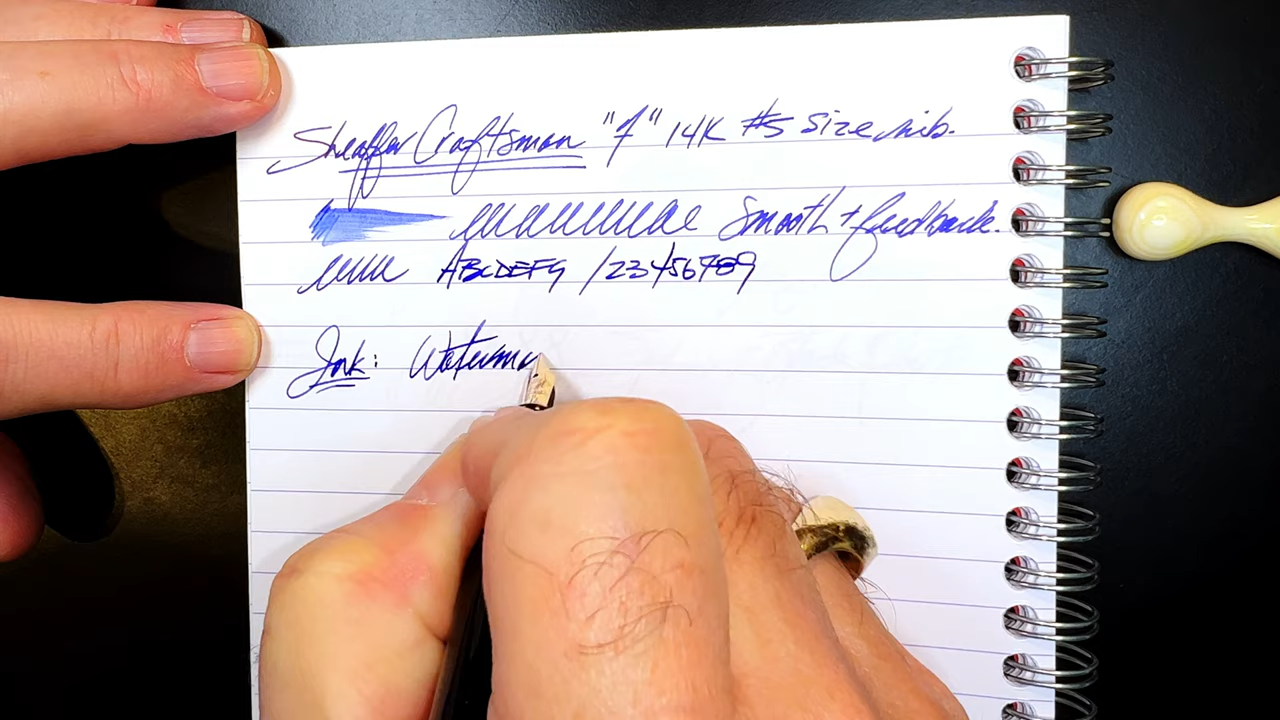 Sheaffer Craftsman "f" 14K #5 size nib.
Smooth + feedback.
ABCDEFG 123456789
Ink: Waterma